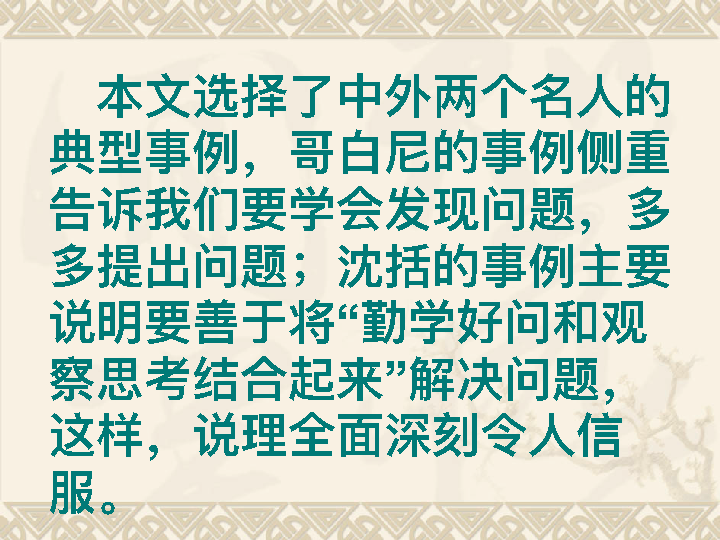 本文选择了中外两个名人的
典型事例，哥白尼的事例侧重
告诉我们要学会发现问题，多
多提出问题；沈括的事例主要
说明要善于将“勤学好问和观
察思考结合起来”解决问题，
这样，说理全面深刻令人信
服。